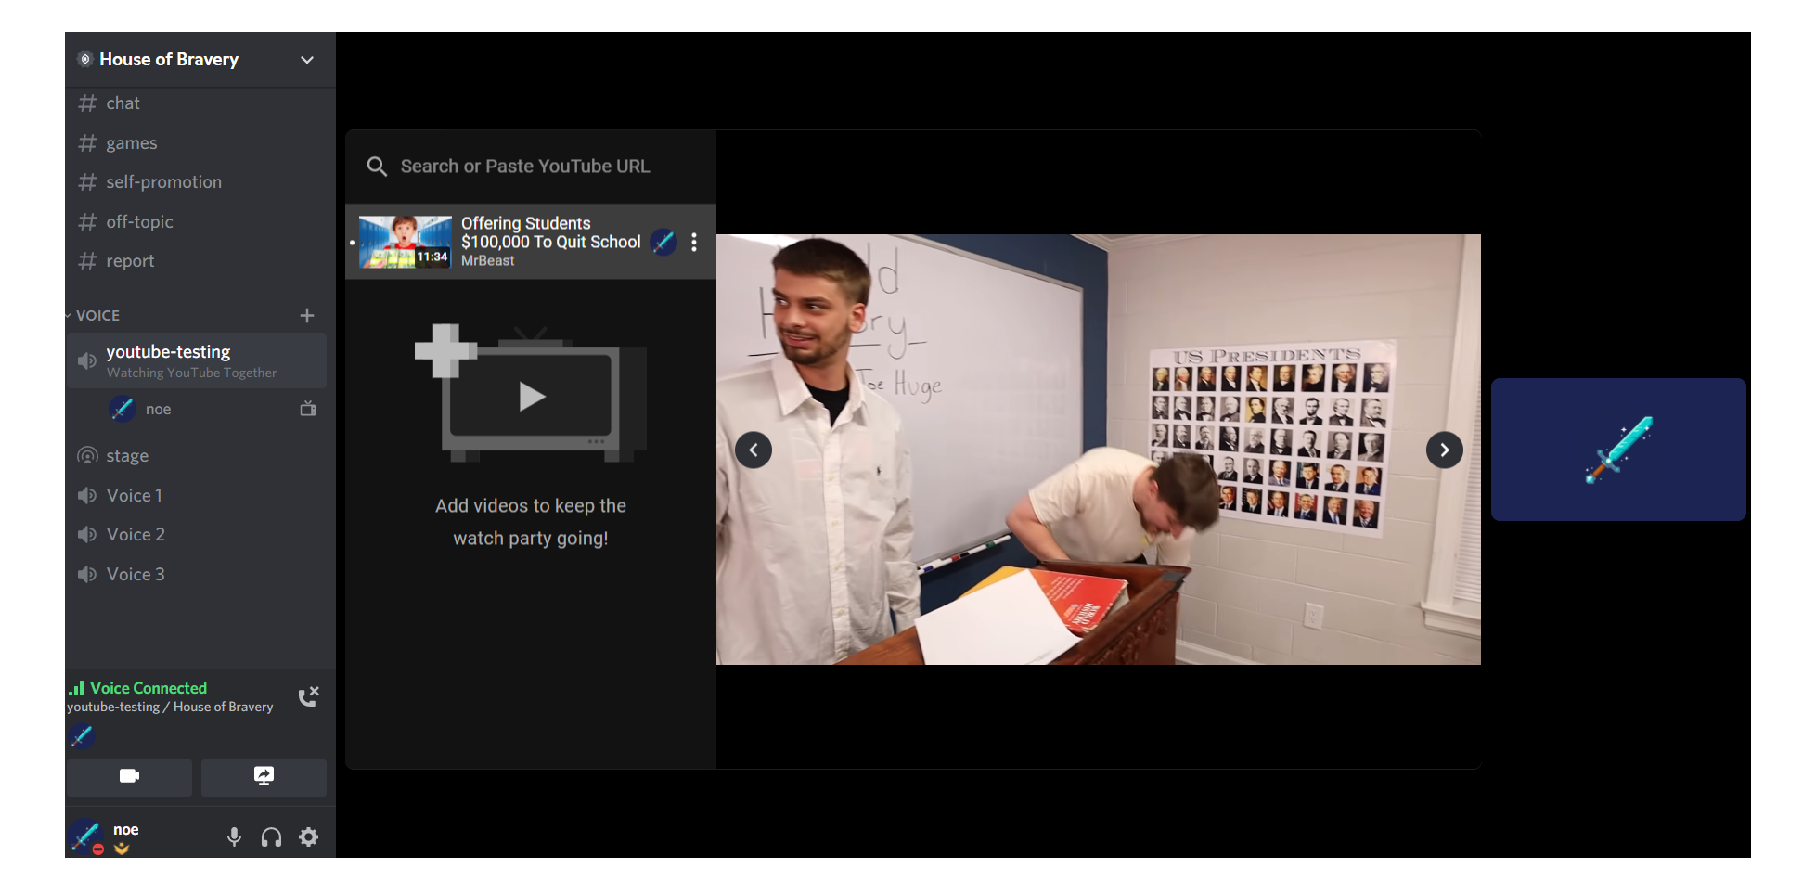 House of Bravery
chat
games
self-promotion
off-topic
report
VOICE
youtube-testing
Watching YouTube Together
noe
stage
Voice 1
Voice 2
Voice 3
Voice Connected
youtube-testing / House of Bravery
noe
Search or Paste YouTube URL
11:34
Offering Students
$100,000 To Quit School
MrBeast
Add videos to keep the
watch party going!
Joe Huge
US PRESIDENTS